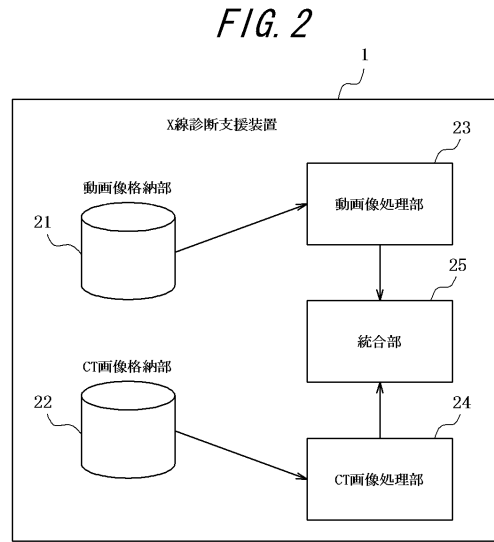 FIG. 2
1
X線診断支援装置
23
動画像格納部
21
動画像処理部
25
統合部
CT画像格納部
22
24
CT画像処理部